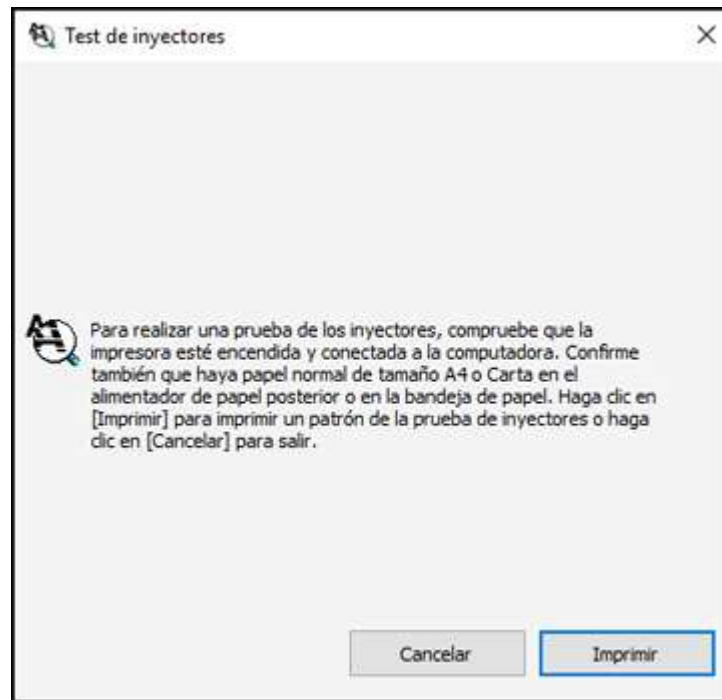 Test de inyectores
Para realizar una prueba de los inyectores, compruebe que la
impresora esté encendida y conectada a la computadora. Confirme
también que haya papel normal de tamaño A4 o Carta en el
alimentador de papel posterior o en la bandeja de papel. Haga clic en
[Imprimir] para imprimir un patrón de la prueba de inyectores o haga
clic en [Cancelar] para salir.
Cancelar
Imprimir